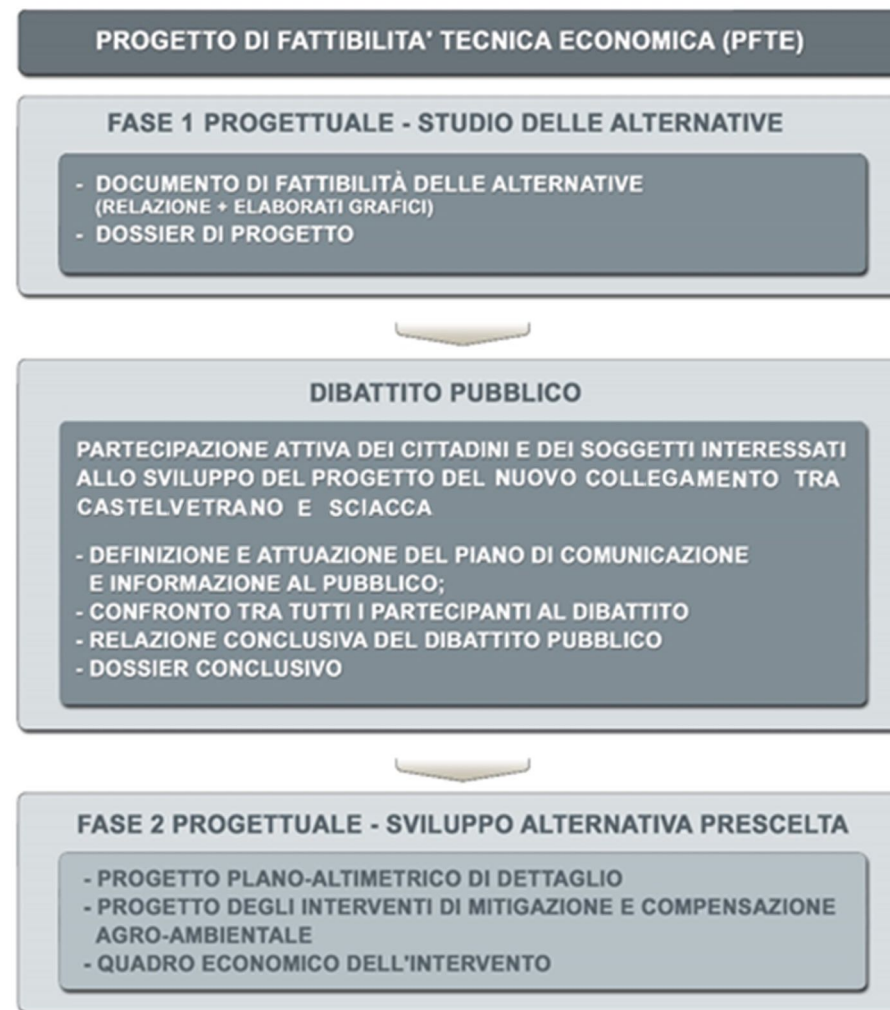 PROGETTO DI FATTIBILITA' TECNICA ECONOMICA (PFTE)
FASE 1 PROGETTUALE - STUDIO DELLE ALTERNATIVE
- DOCUMENTO DI FATTIBILITÀ DELLE ALTERNATIVE
(RELAZIONE + ELABORATI GRAFICI)
- DOSSIER DI PROGETTO
DIBATTITO PUBBLICO
PARTECIPAZIONE ATTIVA DEI CITTADINI E DEI SOGGETTI INTERESSATI
ALLO SVILUPPO DEL PROGETTO DEL NUOVO COLLEGAMENTO TRA
CASTELVETRANO E SCIACCA
- DEFINIZIONE E ATTUAZIONE DEL PIANO DI COMUNICAZIONE
E INFORMAZIONE AL PUBBLICO;
- CONFRONTO TRA TUTTI I PARTECIPANTI AL DIBATTITO
- RELAZIONE CONCLUSIVA DEL DIBATTITO PUBBLICO
- DOSSIER CONCLUSIVO
FASE 2 PROGETTUALE - SVILUPPO ALTERNATIVA PRESCELTA
- PROGETTO PLANO-ALTIMETRICO DI DETTAGLIO
- PROGETTO DEGLI INTERVENTI DI MITIGAZIONE E COMPENSAZIONE
AGRO-AMBIENTALE
- QUADRO ECONOMICO DELL'INTERVENTO